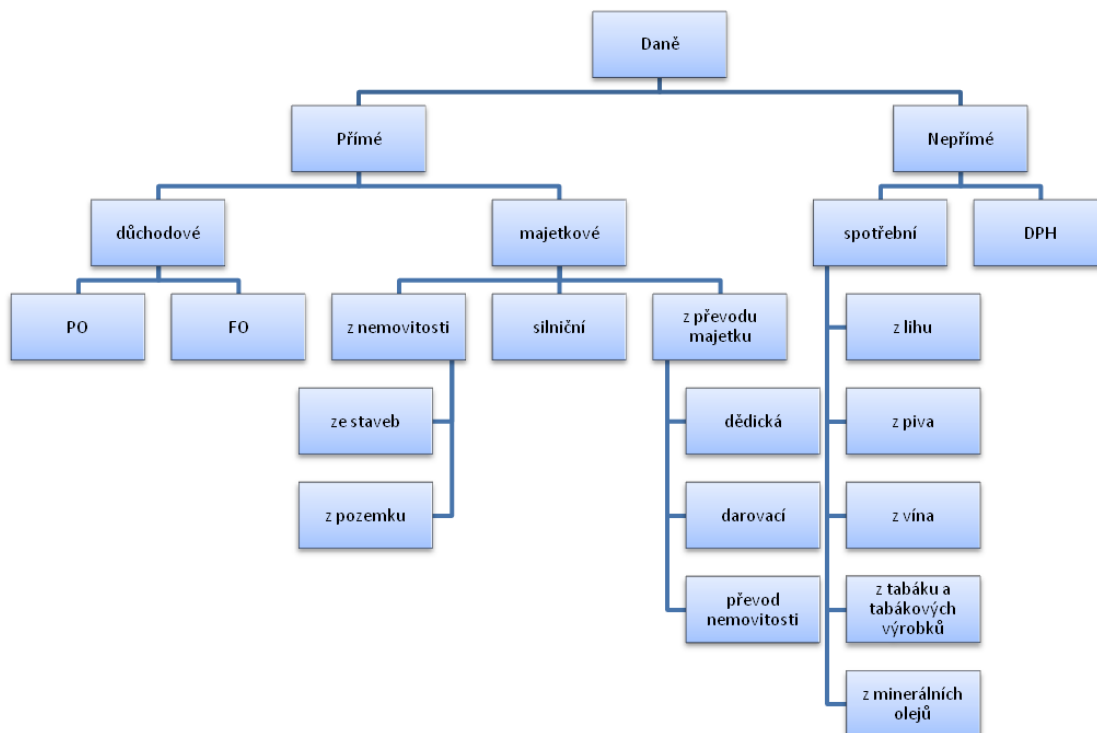 Daně
Přímé
Nepřímé
důchodové
majetkové
spotřební
DPH
PO
FO
z nemovitosti
silniční
z převodu
majetku
z lihu
ze staveb
dědická
z piva
z pozemku
darovací
z vína
převod
nemovitosti
z tabáku a
tabákových
výrobků
z minerálních
olejů